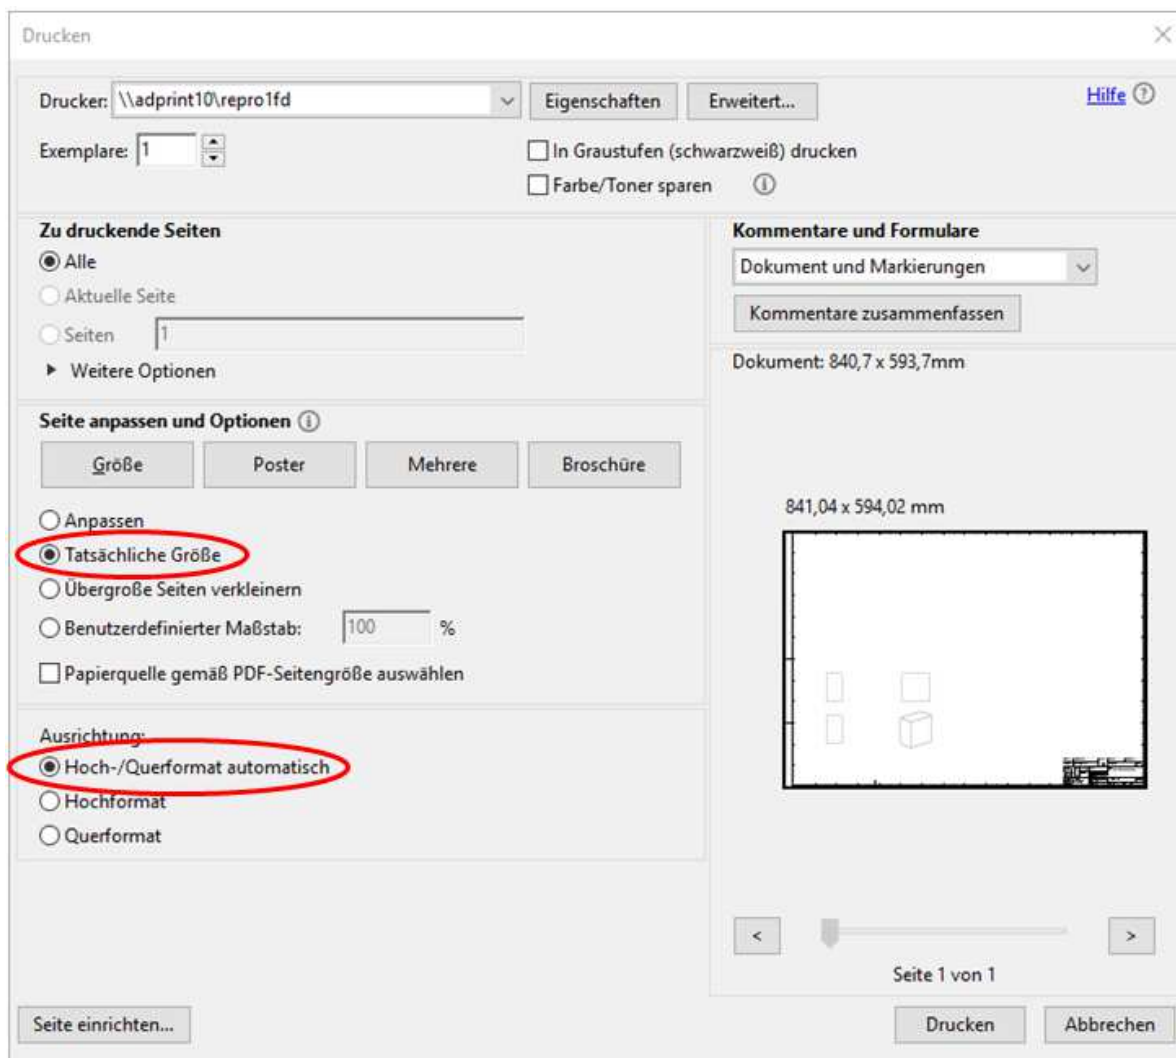 Drucken
Drucker: \\adprint10\repro1fd
Eigenschaften
Erweitert...
Hilfe
Exemplare: 1
In Graustufen (schwarzweiß) drucken
Farbe/Toner sparen
Zu druckende Seiten
Alle
Aktuelle Seite
Seiten 1
Weitere Optionen
Kommentare und Formulare
Dokument und Markierungen
Kommentare zusammenfassen
Dokument: 840,7 x 593,7mm
Seite anpassen und Optionen
Größe
Poster
Mehrere
Broschüre
Anpassen
Tatsächliche Größe
Übergroße Seiten verkleinern
Benutzerdefinierter Maßstab: 100 %
Papierquelle gemäß PDF-Seitengröße auswählen
841,04 x 594,02 mm
Ausrichtung:
Hoch-/Querformat automatisch
Hochformat
Querformat
<
>
Seite 1 von 1
Seite einrichten...
Drucken
Abbrechen